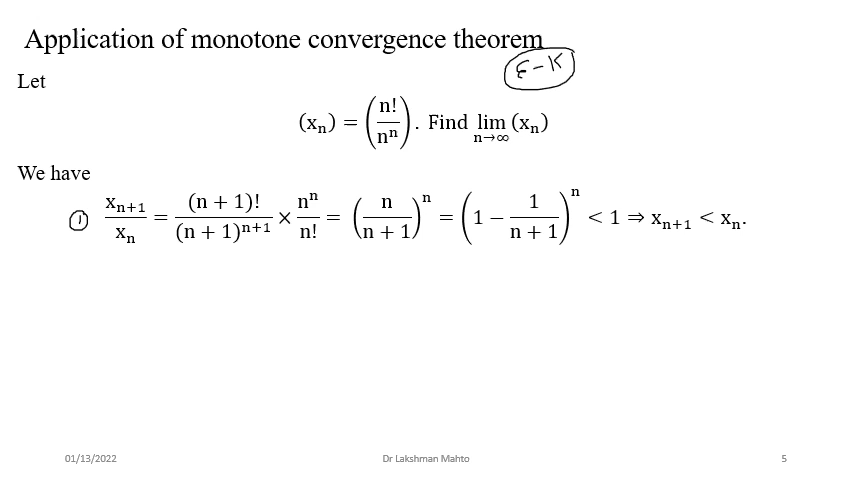 Application of monotone convergence theorem
ε-K
Let
(xₙ) = (n!/nⁿ). Find lim n→∞ (xₙ)
We have
① xₙ₊₁/xₙ = (n + 1)!/(n + 1)ⁿ⁺¹ × nⁿ/n! = (n/(n + 1))ⁿ = (1 − 1/(n + 1))ⁿ < 1 ⇒ xₙ₊₁ < xₙ.
01/13/2022 Dr Lakshman Mahto 5